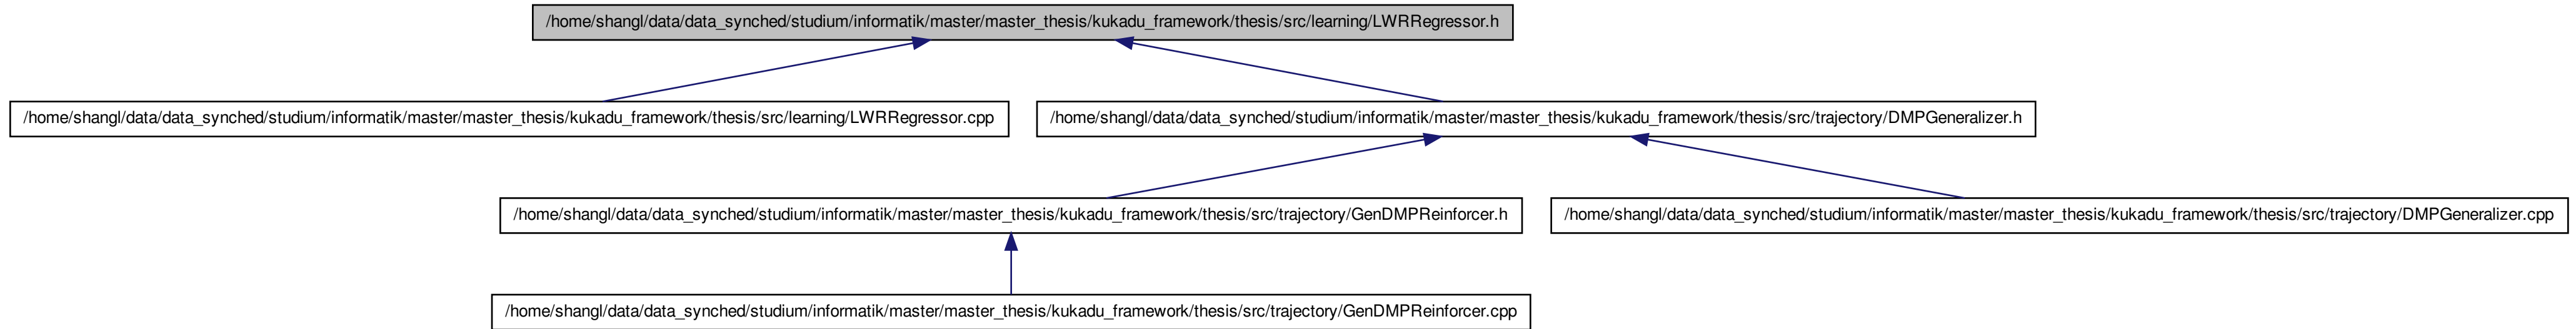 /home/shangl/data/data_synched/studium/informatik/master/master_thesis/kukadu_framework/thesis/src/learning/LWRRegressor.h
/home/shangl/data/data_synched/studium/informatik/master/master_thesis/kukadu_framework/thesis/src/learning/LWRRegressor.cpp
/home/shangl/data/data_synched/studium/informatik/master/master_thesis/kukadu_framework/thesis/src/trajectory/DMPGeneralizer.h
/home/shangl/data/data_synched/studium/informatik/master/master_thesis/kukadu_framework/thesis/src/trajectory/GenDMPReinforcer.h
/home/shangl/data/data_synched/studium/informatik/master/master_thesis/kukadu_framework/thesis/src/trajectory/DMPGeneralizer.cpp
/home/shangl/data/data_synched/studium/informatik/master/master_thesis/kukadu_framework/thesis/src/trajectory/GenDMPReinforcer.cpp